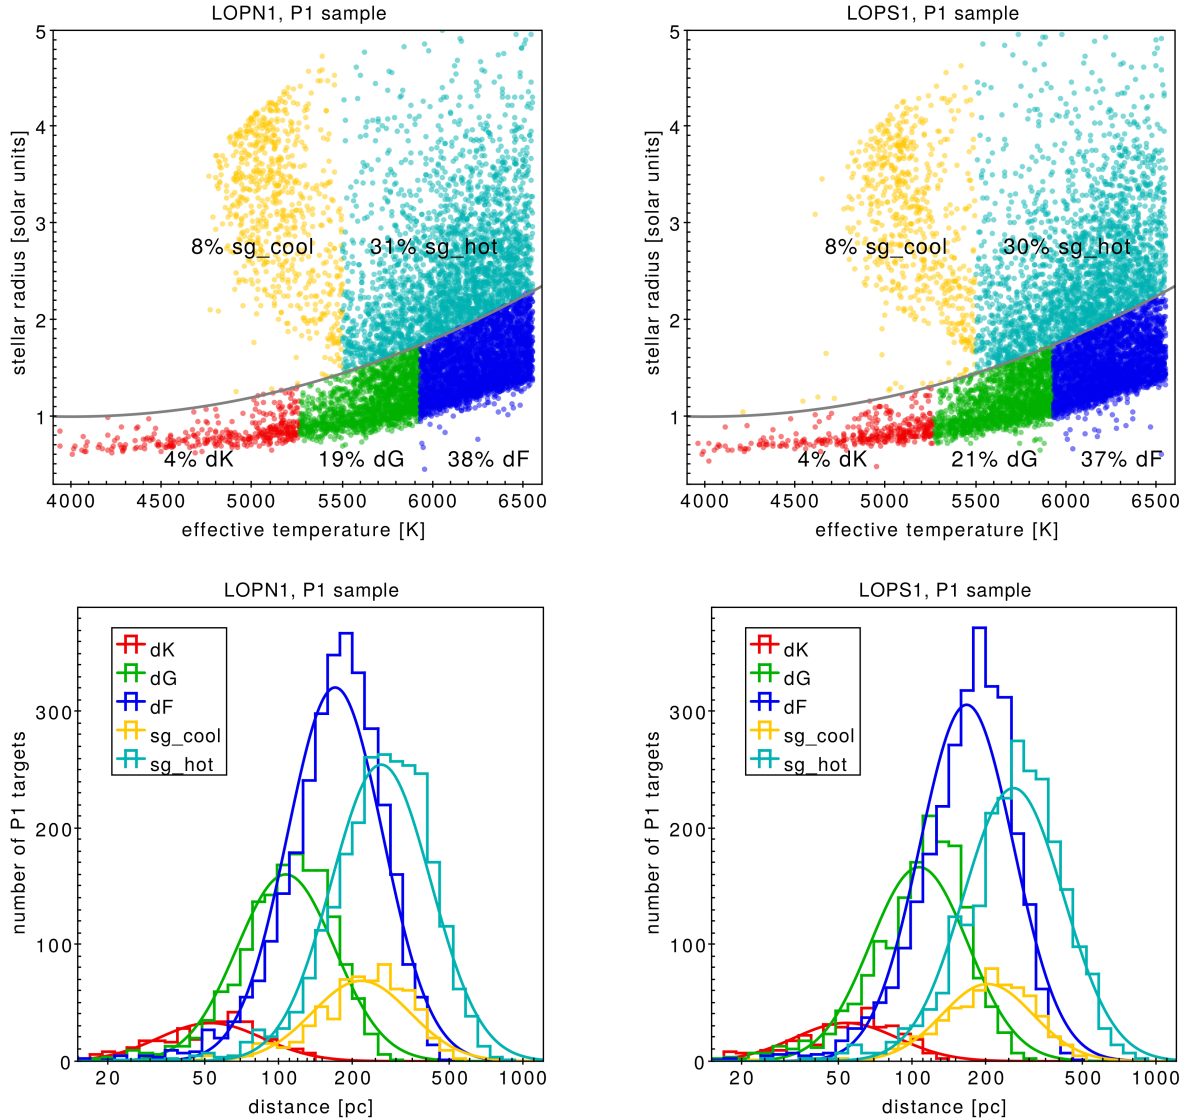 LOPN1, P1 sample
5
4
3
2
1
stellar radius [solar units]
8% sg_cool
31% sg_hot
4% dK
19% dG
38% dF
4000 4500 5000 5500 6000 6500
effective temperature [K]
LOPS1, P1 sample
5
4
3
2
1
stellar radius [solar units]
8% sg_cool
30% sg_hot
4% dK
21% dG
37% dF
4000 4500 5000 5500 6000 6500
effective temperature [K]
LOPN1, P1 sample
dK
dG
dF
sg_cool
sg_hot
300
200
100
0
number of P1 targets
20 50 100 200 500 1000
distance [pc]
LOPS1, P1 sample
dK
dG
dF
sg_cool
sg_hot
300
200
100
0
number of P1 targets
20 50 100 200 500 1000
distance [pc]